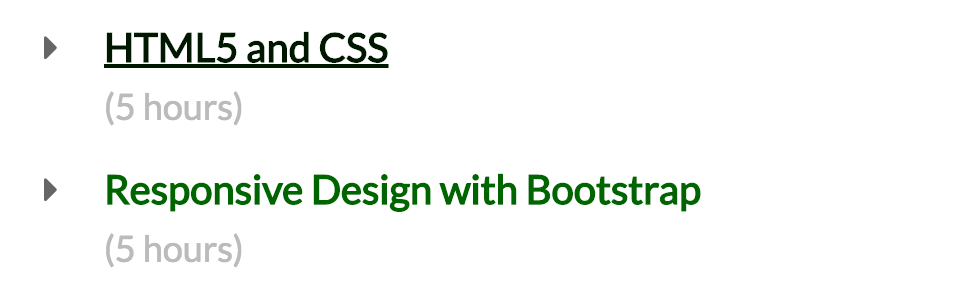 HTML5 and CSS
(5 hours)
Responsive Design with Bootstrap
(5 hours)